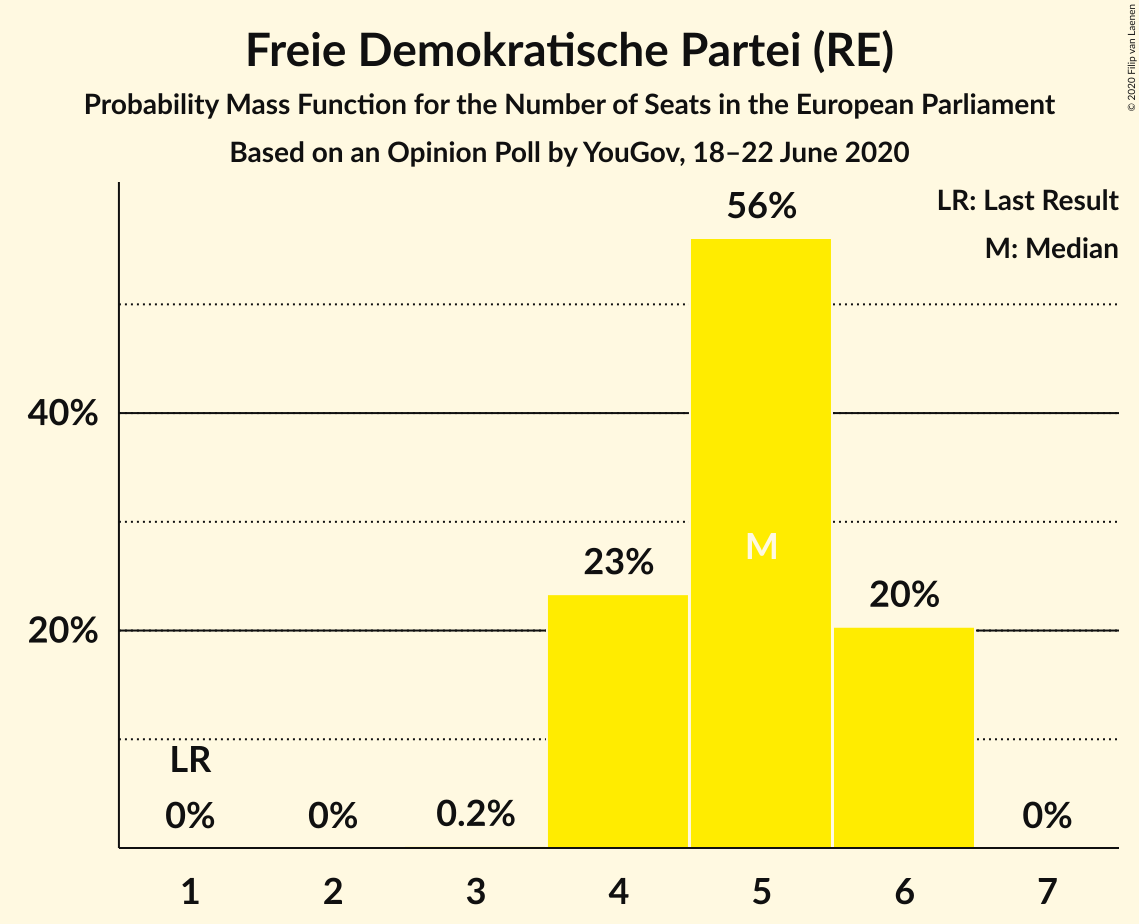 Freie Demokratische Partei (RE)
Probability Mass Function for the Number of Seats in the European Parliament
Based on an Opinion Poll by YouGov, 18–22 June 2020
© 2020 Filip van Laenen
LR: Last Result
M: Median
56%
40%
M
23%
20%
20%
LR
0%
0%
0.2%
0%
1
2
3
4
5
6
7